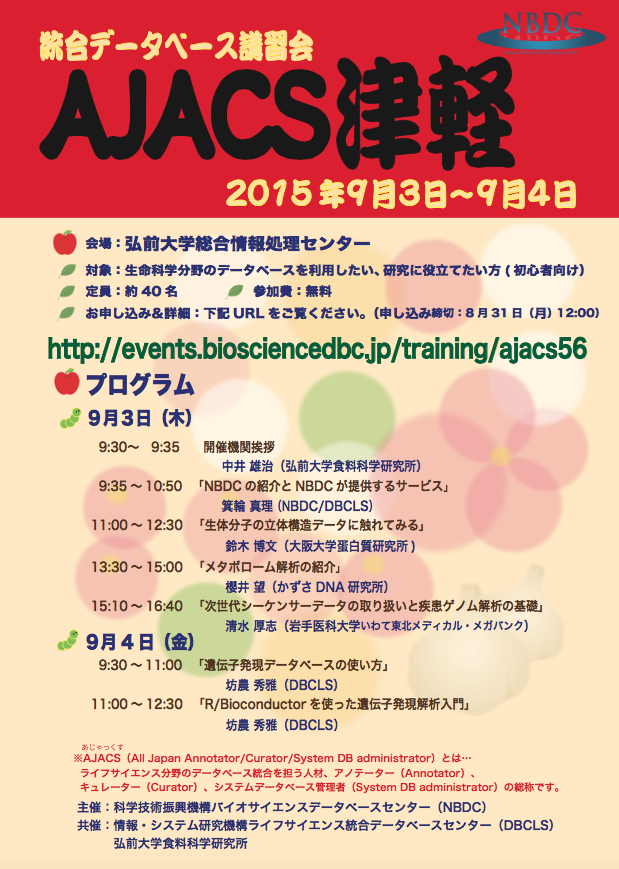 NBDC
統合データベース講習会
AJACS津軽
2015年9月3日〜9月4日
会場：弘前大学総合情報処理センター
対象：生命科学分野のデータベースを利用したい、研究に役立てたい方（初心者向け）
定員：約40名　参加費：無料
お申し込み&詳細：下記URLをご覧ください。（申し込み締切：8月31日（月）12:00）
http://events.biosciencedbc.jp/training/ajacs56
プログラム
9月3日（木）
9:30〜 9:35 開催機関挨拶
中井 雄治（弘前大学食料科学研究所）
9:35 〜 10:50 「NBDCの紹介とNBDCが提供するサービス」
箕輪 真理 (NBDC/DBCLS)
11:00 〜 12:30 「生体分子の立体構造データに触れてみる」
鈴木 博文（大阪大学蛋白質研究所）
13:30 〜 15:00 「メタボローム解析の紹介」
櫻井 望（かずさDNA研究所）
15:10 〜 16:40 「次世代シーケンサーデータの取り扱いと疾患ゲノム解析の基礎」
清水 厚志（岩手医科大学いわて東北メディカル・メガバンク）
9月4日（金）
9:30 〜 11:00 「遺伝子発現データベースの使い方」
坊農 秀雅（DBCLS）
11:00 〜 12:30 「R/Bioconductorを使った遺伝子発現解析入門」
坊農 秀雅（DBCLS）
あじゃっくす
※AJACS（All Japan Annotator/Curator/System DB administrator）とは…
ライフサイエンス分野のデータベース統合を担う人材、アノテーター（Annotator）、
キュレーター（Curator）、システムデータベース管理者（System DB administrator）の総称です。
主催：科学技術振興機構バイオサイエンスデータベースセンター（NBDC）
共催：情報・システム研究機構ライフサイエンス統合データベースセンター（DBCLS）
弘前大学食料科学研究所